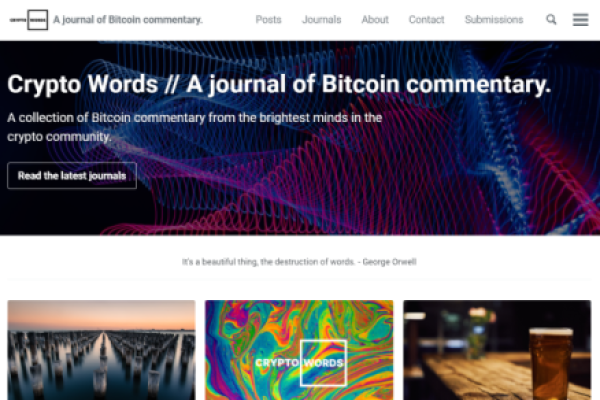 CRYPTO WORDS A journal of Bitcoin commentary. Posts Journals About Contact Submissions
Crypto Words // A journal of Bitcoin commentary.
A collection of Bitcoin commentary from the brightest minds in the
crypto community.
Read the latest journals
It's a beautiful thing, the destruction of words. - George Orwell
CRYPTO WORDS